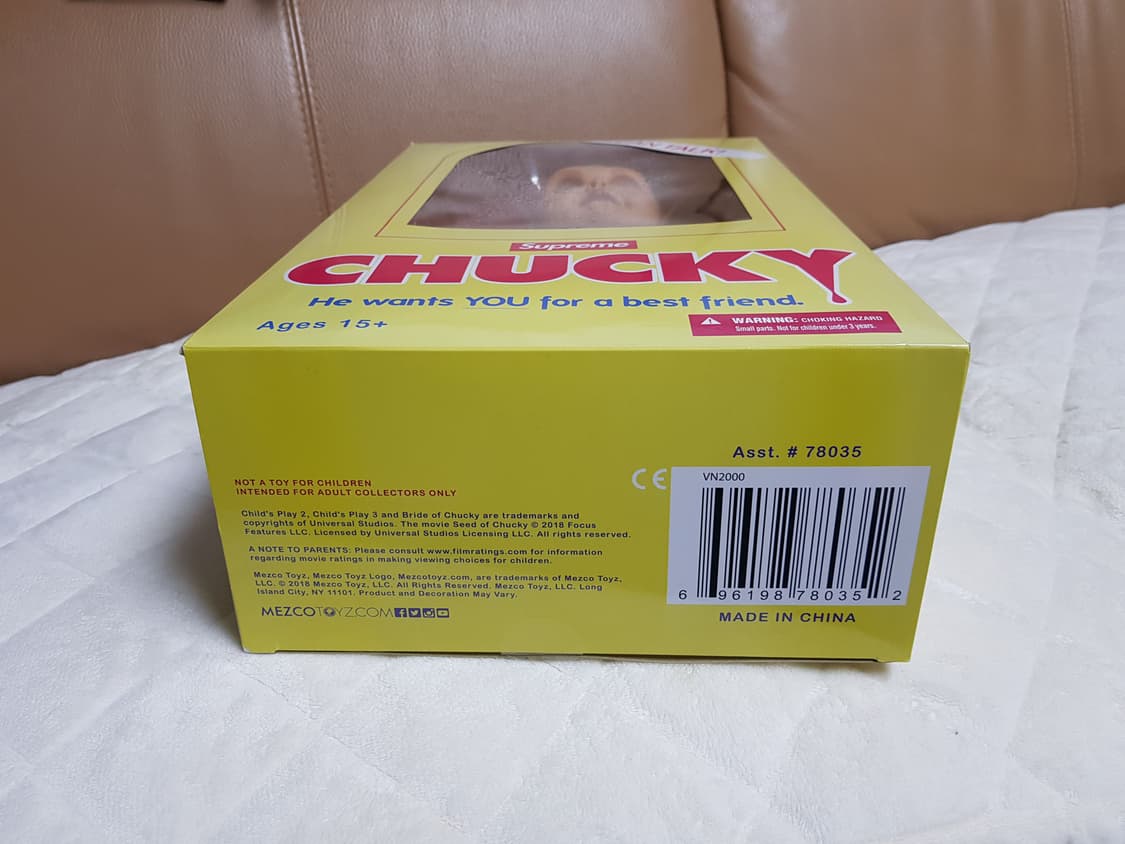 TALK!
Supreme
CHUCKY
He wants YOU for a best friend.
Ages 15+
WARNING: CHOKING HAZARD
Small parts. Not for children under 3 years.
Asst. # 78035
CE
VN2000
6 96198 78035 2
MADE IN CHINA
NOT A TOY FOR CHILDREN
INTENDED FOR ADULT COLLECTORS ONLY
Child's Play 2, Child's Play 3 and Bride of Chucky are trademarks and
copyrights of Universal Studios. The movie Seed of Chucky © 2018 Focus
Features LLC. Licensed by Universal Studios Licensing LLC. All rights reserved.
A NOTE TO PARENTS: Please consult www.filmratings.com for information
regarding movie ratings in making viewing choices for children.
Mezco Toyz, Mezco Toyz Logo, Mezcotoyz.com, are trademarks of Mezco Toyz,
LLC. © 2018 Mezco Toyz, LLC. All Rights Reserved. Mezco Toyz, LLC. Long
Island City, NY 11101. Product and Decoration May Vary.
MEZCOTOYZ.COM